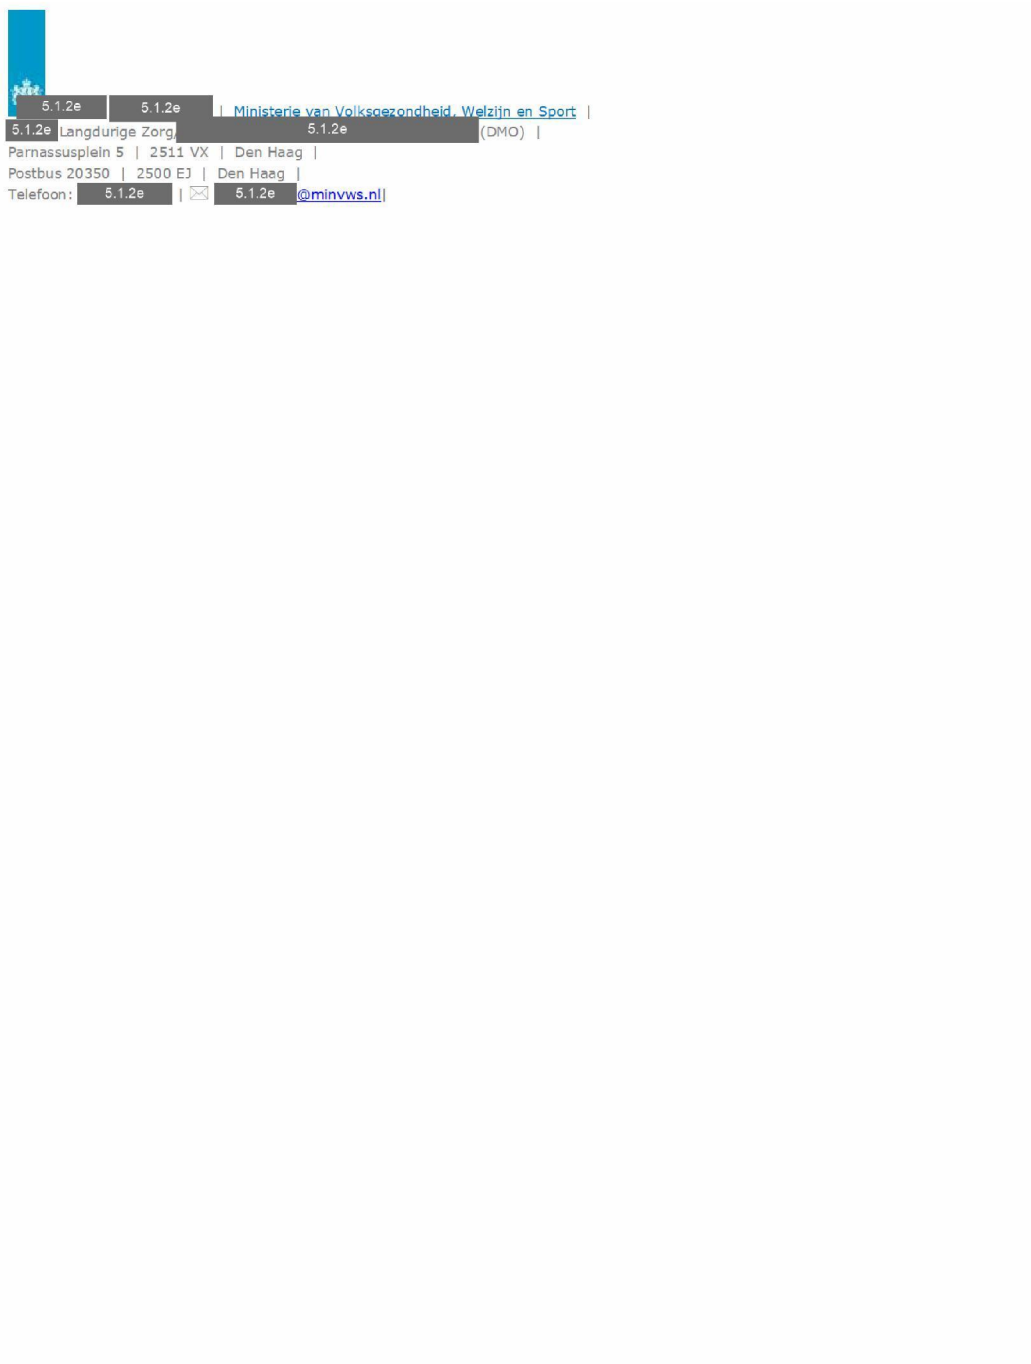 5.1.2e 5.1.2e | Ministerie van Volksgezondheid, Welzijn en Sport |
5.1.2e Langdurige Zorg/ 5.1.2e (DMO) |
Parnassusplein 5 | 2511 VX | Den Haag |
Postbus 20350 | 2500 EJ | Den Haag |
Telefoon: 5.1.2e | ✉ 5.1.2e @minvws.nl|